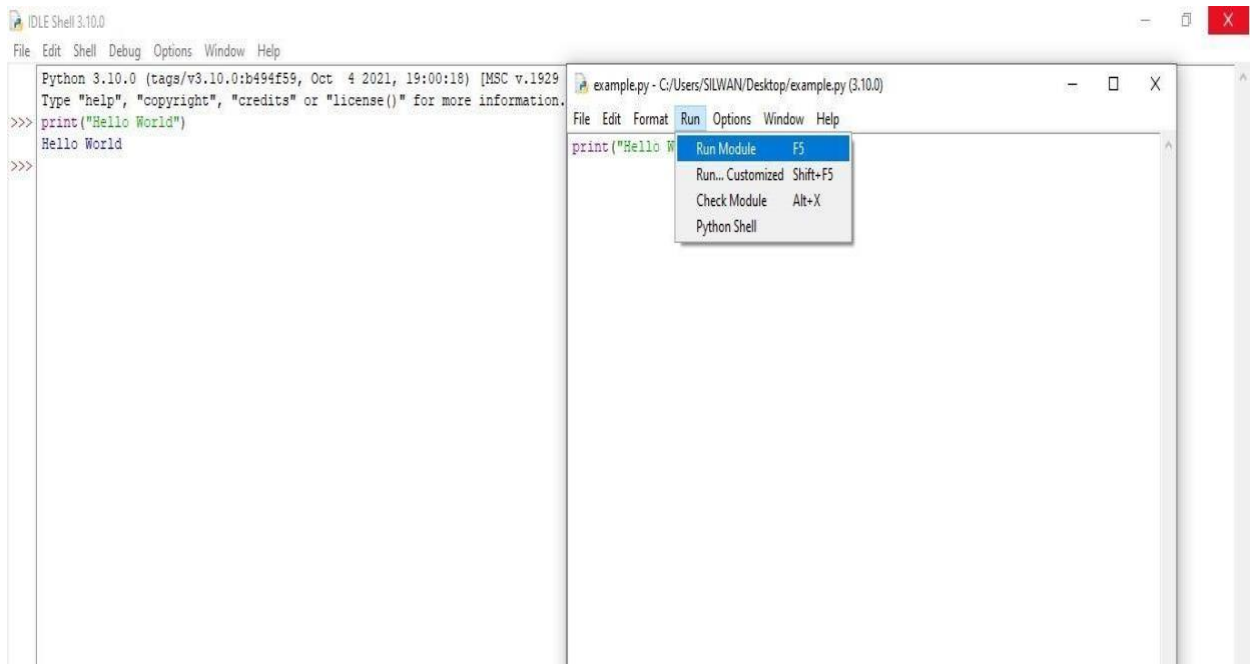 IDLE Shell 3.10.0
File Edit Shell Debug Options Window Help
Python 3.10.0 (tags/v3.10.0:b494f59, Oct 4 2021, 19:00:18) [MSC v.1929
Type "help", "copyright", "credits" or "license()" for more information.
>>> print("Hello World")
Hello World
>>>
example.py - C:/Users/SILWAN/Desktop/example.py (3.10.0)
File Edit Format Run Options Window Help
print("Hello W
Run Module F5
Run... Customized Shift+F5
Check Module Alt+X
Python Shell